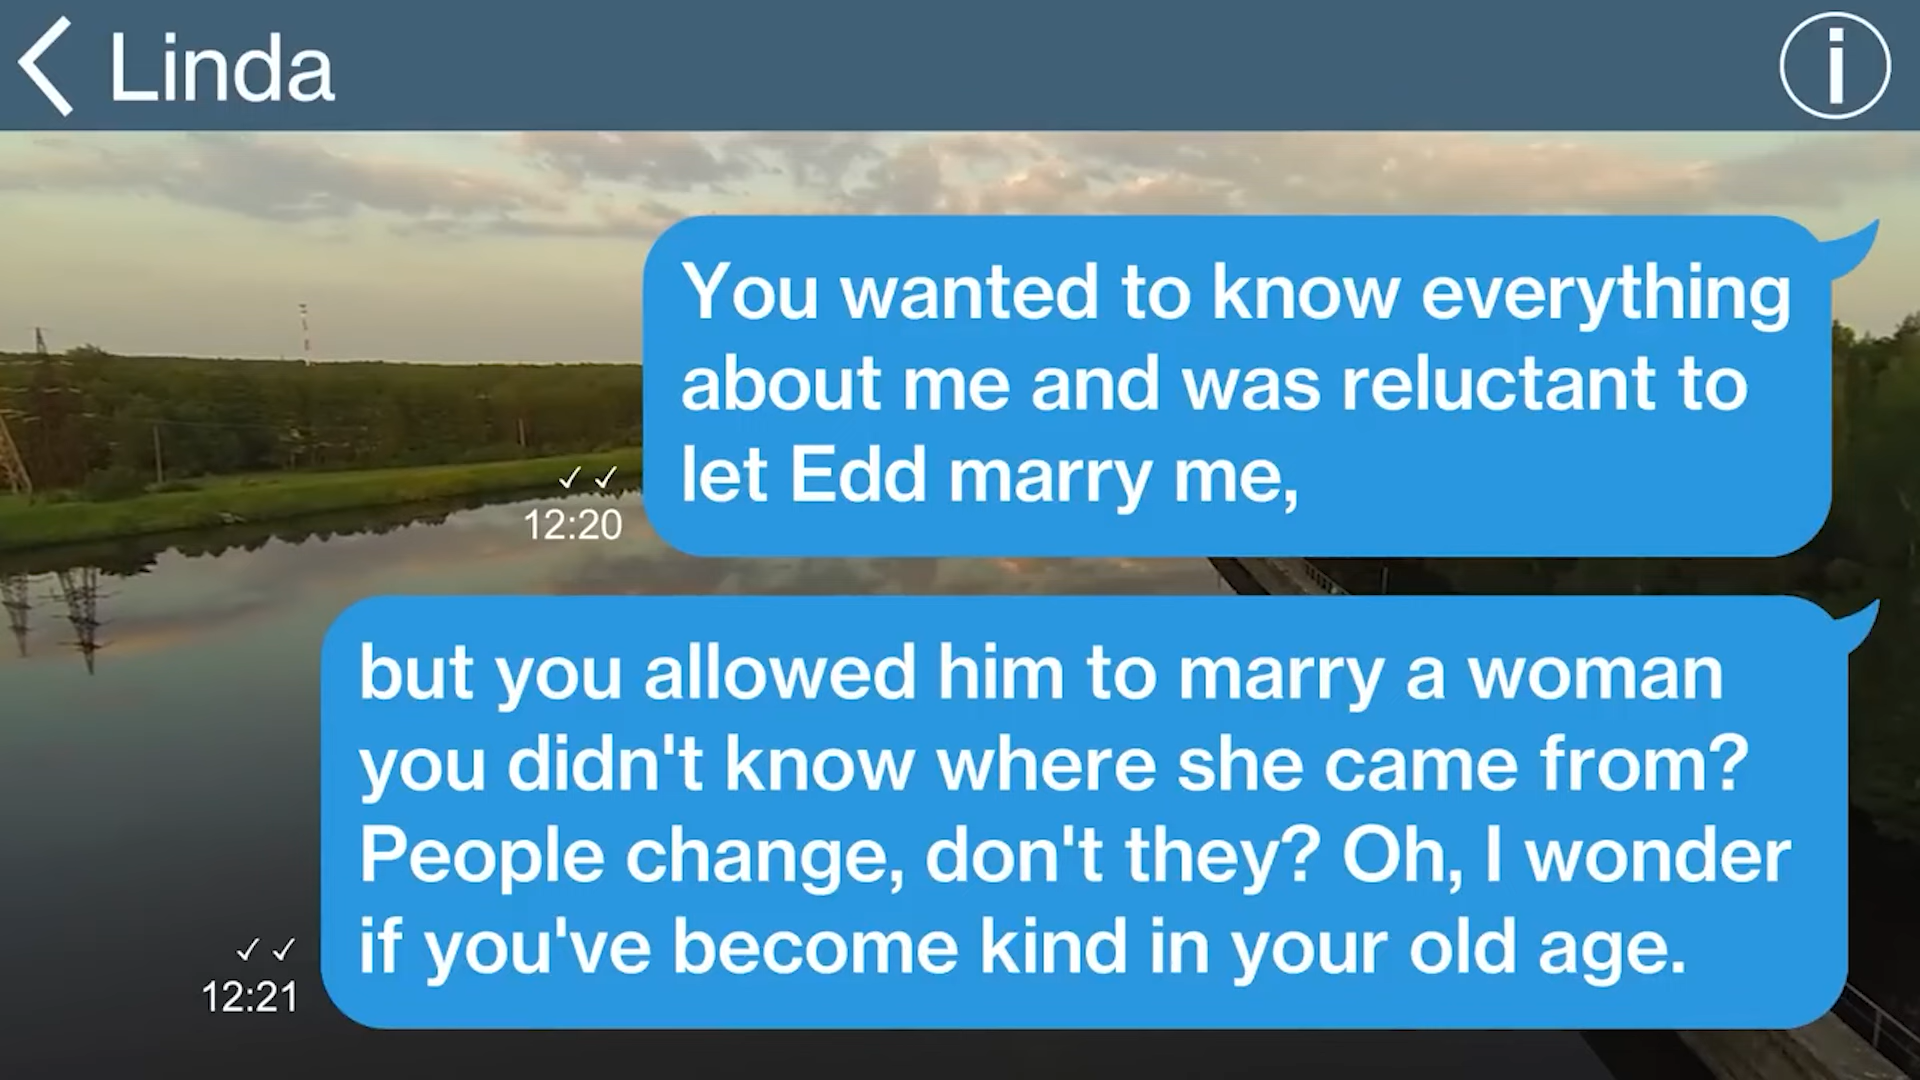 Linda
i
You wanted to know everything
about me and was reluctant to
let Edd marry me,
✓✓
12:20
but you allowed him to marry a woman
you didn't know where she came from?
People change, don't they? Oh, I wonder
if you've become kind in your old age.
✓✓
12:21